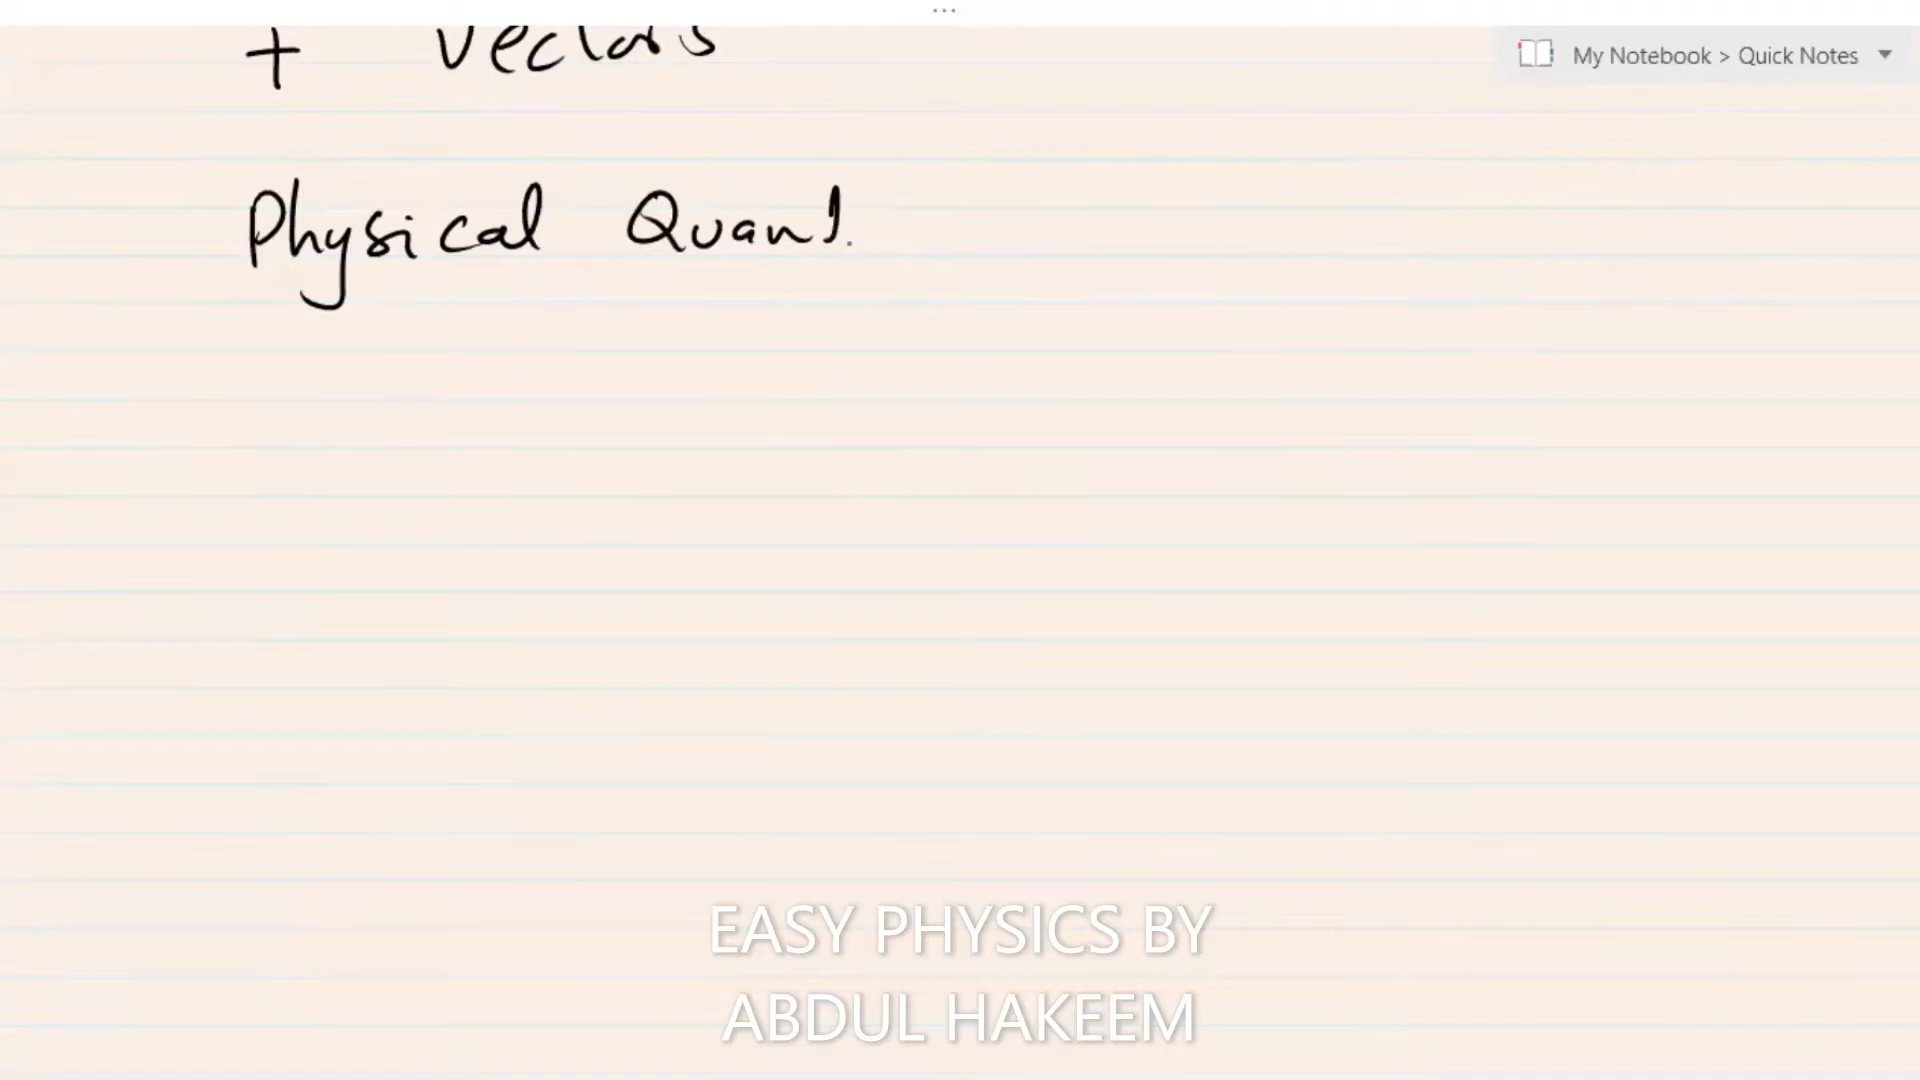 + Vectors
My Notebook > Quick Notes
Physical Quant
EASY PHYSICS BY
ABDUL HAKEEM